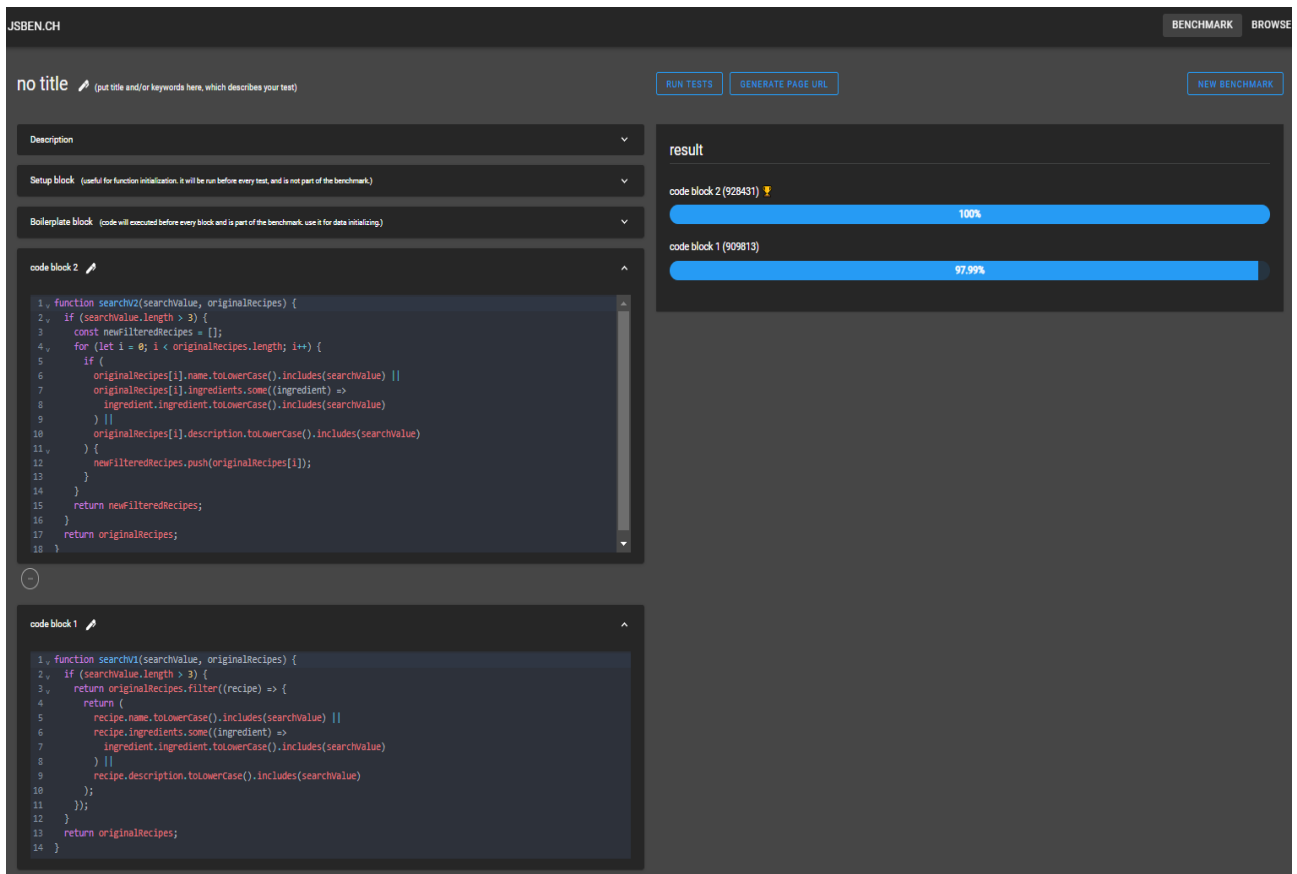 JSBEN.CH
BENCHMARK BROWSE
no title (put title and/or keywords here, which describes your test)
RUN TESTS GENERATE PAGE URL
NEW BENCHMARK
Description
Setup block (useful for function initialization. it will be run before every test, and is not part of the benchmark.)
Boilerplate block (code will executed before every block and is part of the benchmark. use it for data initializing.)
code block 2
1 function searchV2(searchValue, originalRecipes) {
2 if (searchValue.length > 3) {
3 const newFilteredRecipes = [];
4 for (let i = 0; i < originalRecipes.length; i++) {
5 if (
6 originalRecipes[i].name.toLowerCase().includes(searchValue) ||
7 originalRecipes[i].ingredients.some((ingredient) =>
8 ingredient.ingredient.toLowerCase().includes(searchValue)
9 ) ||
10 originalRecipes[i].description.toLowerCase().includes(searchValue)
11 ) {
12 newFilteredRecipes.push(originalRecipes[i]);
13 }
14 }
15 return newFilteredRecipes;
16 }
17 return originalRecipes;
18 }
code block 1
1 function searchV1(searchValue, originalRecipes) {
2 if (searchValue.length > 3) {
3 return originalRecipes.filter((recipe) => {
4 return (
5 recipe.name.toLowerCase().includes(searchValue) ||
6 recipe.ingredients.some((ingredient) =>
7 ingredient.ingredient.toLowerCase().includes(searchValue)
8 ) ||
9 recipe.description.toLowerCase().includes(searchValue)
10 );
11 });
12 }
13 return originalRecipes;
14 }
result
code block 2 (928431)
100%
code block 1 (909813)
97.99%